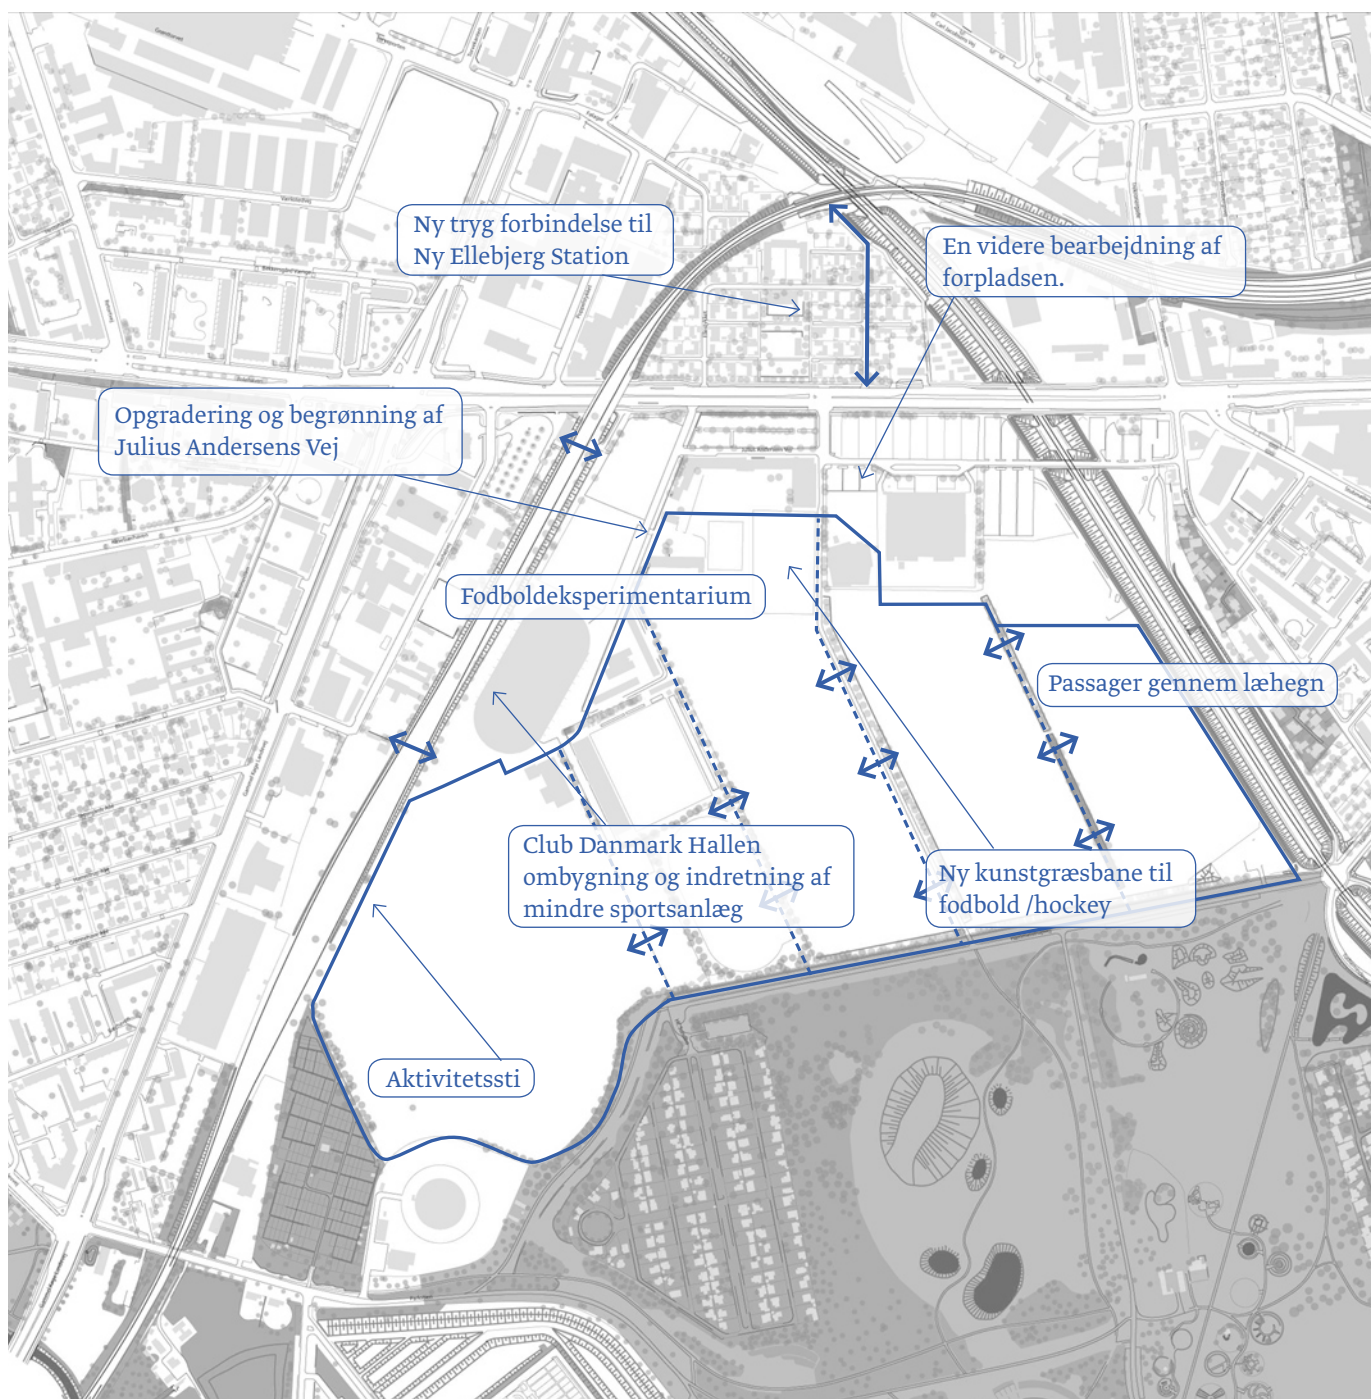 Ny tryg forbindelse til
Ny Ellebjerg Station
En videre bearbejdning af
forpladsen.
Opgradering og begrønning af
Julius Andersens Vej
Fodboldeksperimentarium
Passager gennem læhegn
Club Danmark Hallen
ombygning og indretning af
mindre sportsanlæg
Ny kunstgræsbane til
fodbold /hockey
Aktivitetssti